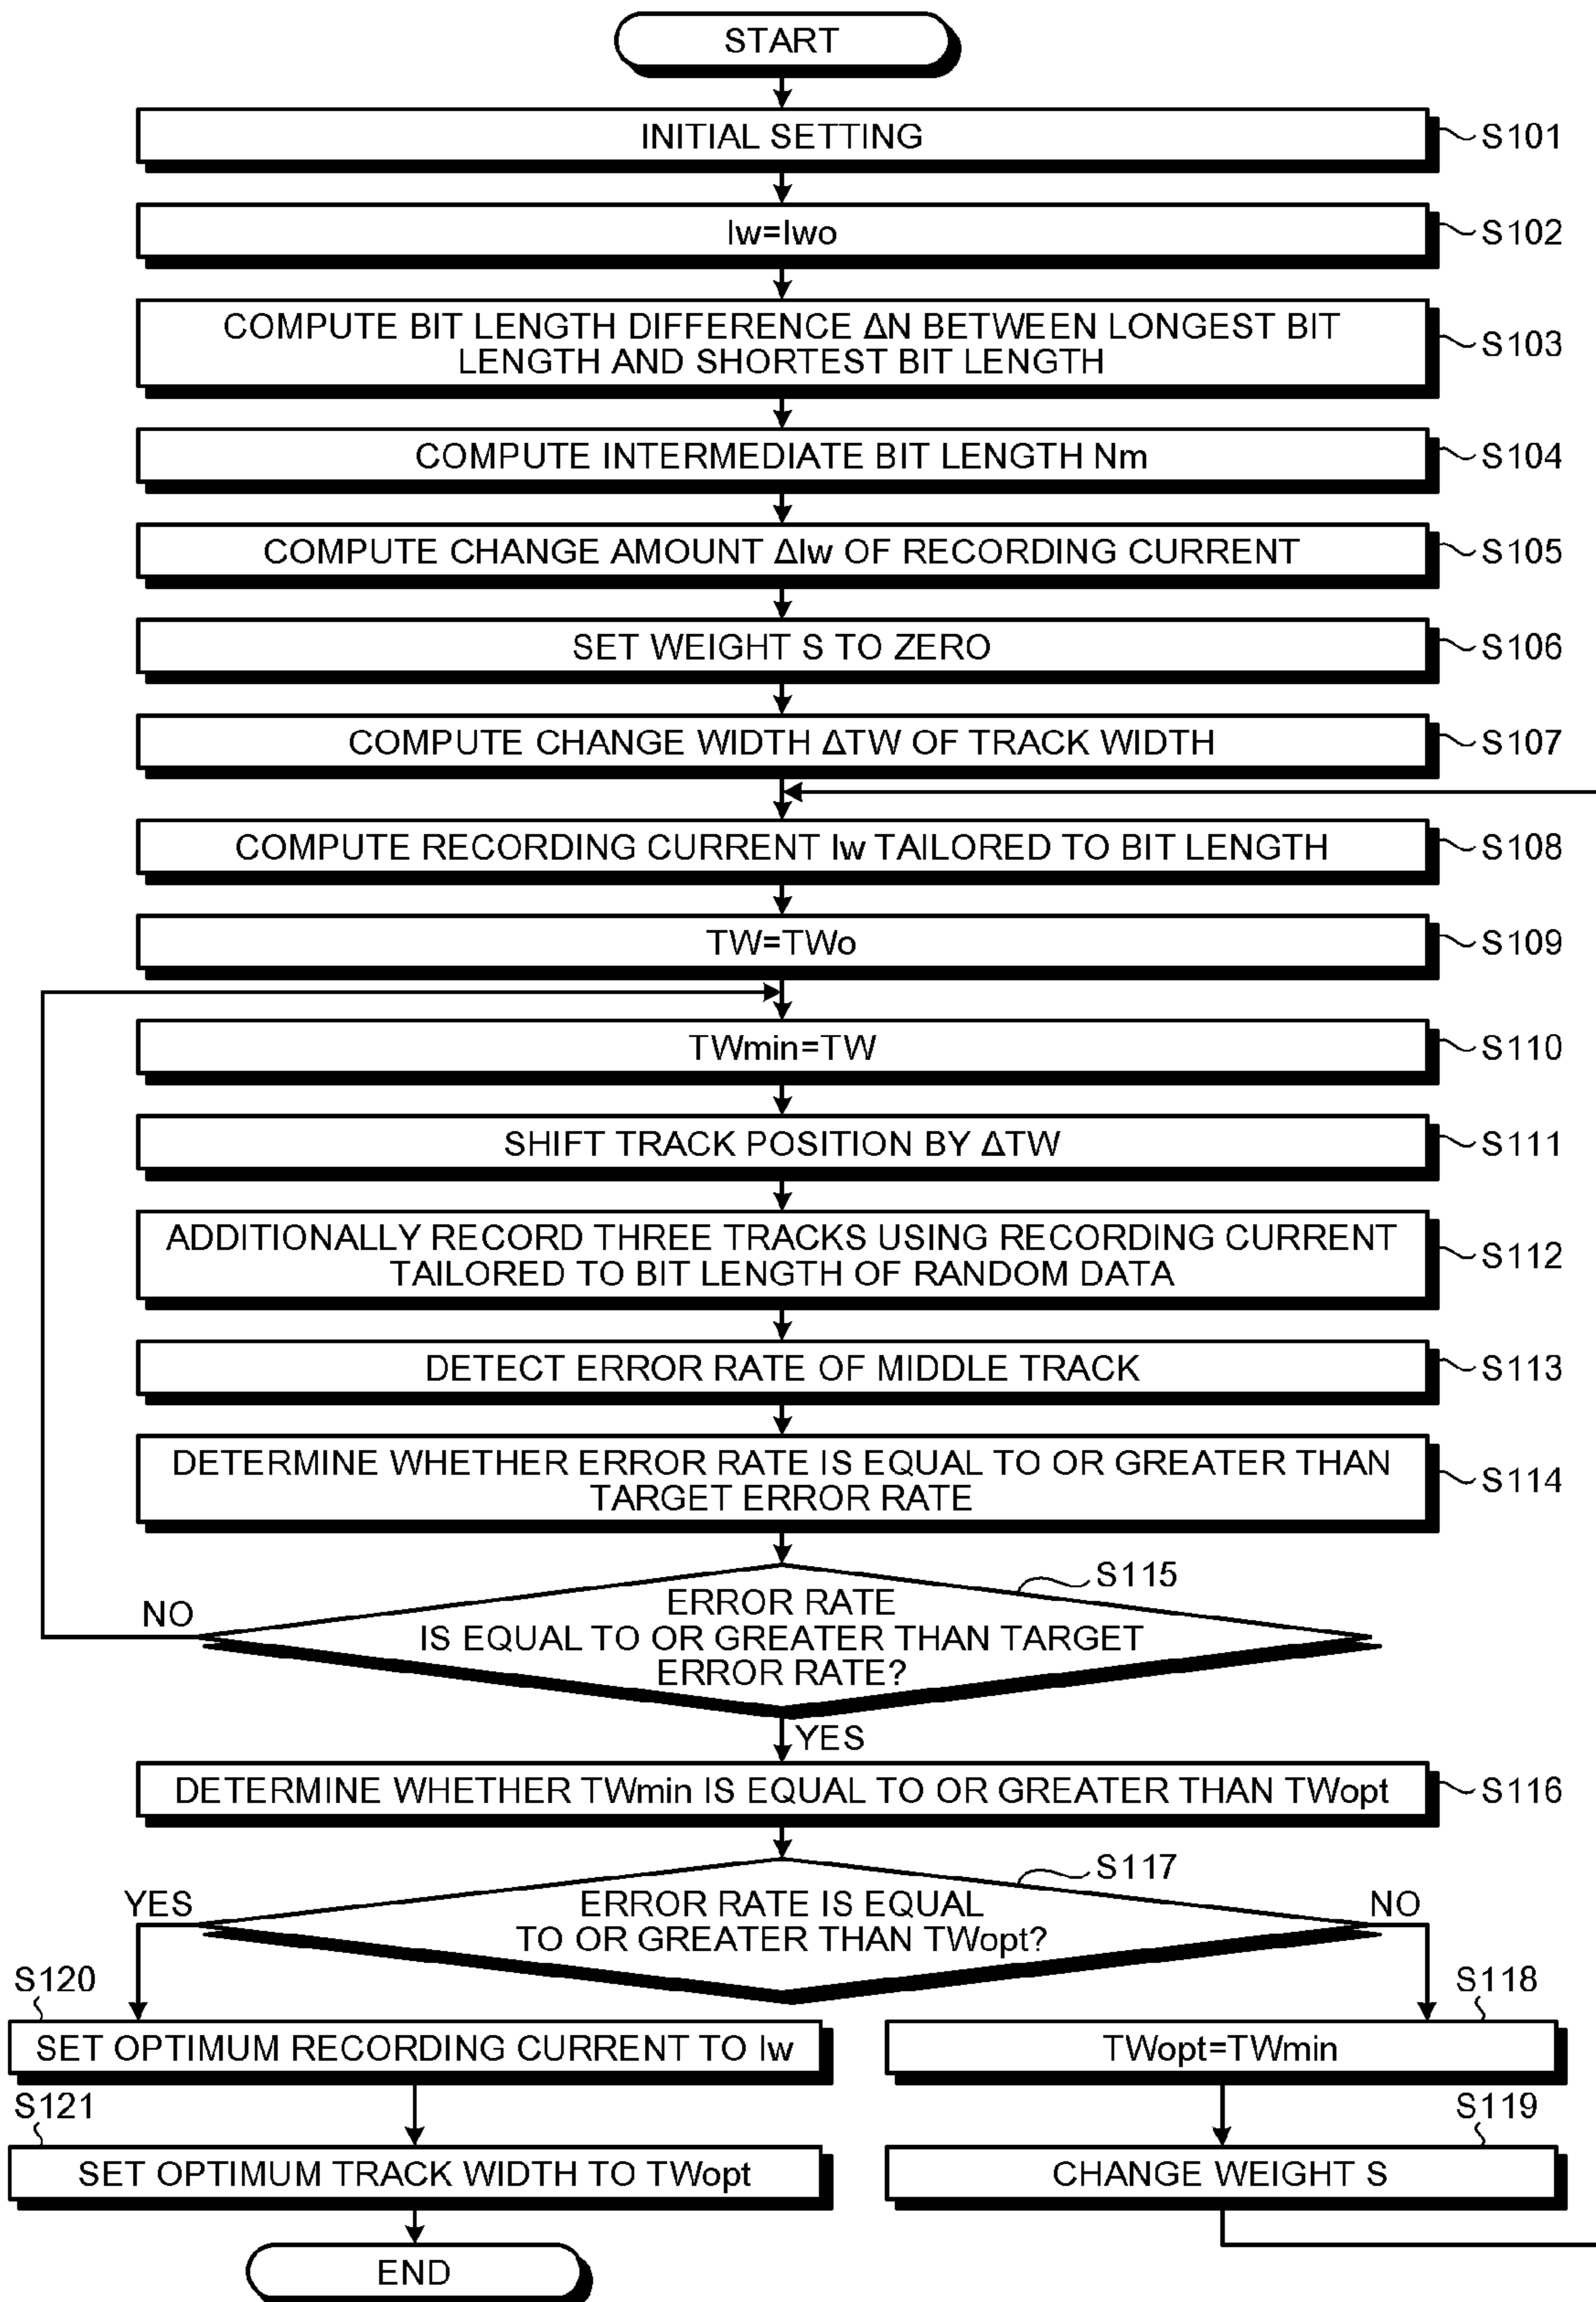 START
INITIAL SETTING
S101
Iw=Iwo
S102
COMPUTE BIT LENGTH DIFFERENCE ΔN BETWEEN LONGEST BIT
LENGTH AND SHORTEST BIT LENGTH
S103
COMPUTE INTERMEDIATE BIT LENGTH Nm
S104
COMPUTE CHANGE AMOUNT ΔIw OF RECORDING CURRENT
S105
SET WEIGHT S TO ZERO
S106
COMPUTE CHANGE WIDTH ΔTW OF TRACK WIDTH
S107
COMPUTE RECORDING CURRENT Iw TAILORED TO BIT LENGTH
S108
TW=TWo
S109
TWmin=TW
S110
SHIFT TRACK POSITION BY ΔTW
S111
ADDITIONALLY RECORD THREE TRACKS USING RECORDING CURRENT
TAILORED TO BIT LENGTH OF RANDOM DATA
S112
DETECT ERROR RATE OF MIDDLE TRACK
S113
DETERMINE WHETHER ERROR RATE IS EQUAL TO OR GREATER THAN
TARGET ERROR RATE
S114
S115
NO
ERROR RATE
IS EQUAL TO OR GREATER THAN TARGET
ERROR RATE?
YES
DETERMINE WHETHER TWmin IS EQUAL TO OR GREATER THAN TWopt
S116
S117
YES
ERROR RATE IS EQUAL
TO OR GREATER THAN TWopt?
NO
S120
SET OPTIMUM RECORDING CURRENT TO Iw
S118
TWopt=TWmin
S121
SET OPTIMUM TRACK WIDTH TO TWopt
S119
CHANGE WEIGHT S
END